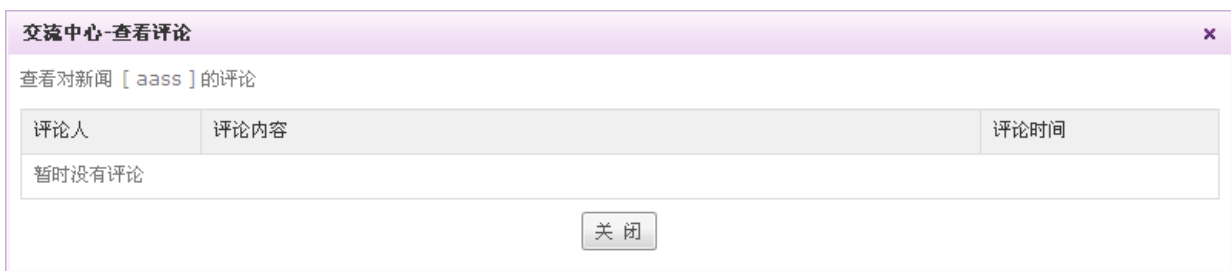 交流中心-查看评论
查看对新闻 [ aass ]的评论
评论人 评论内容 评论时间
暂时没有评论
关 闭